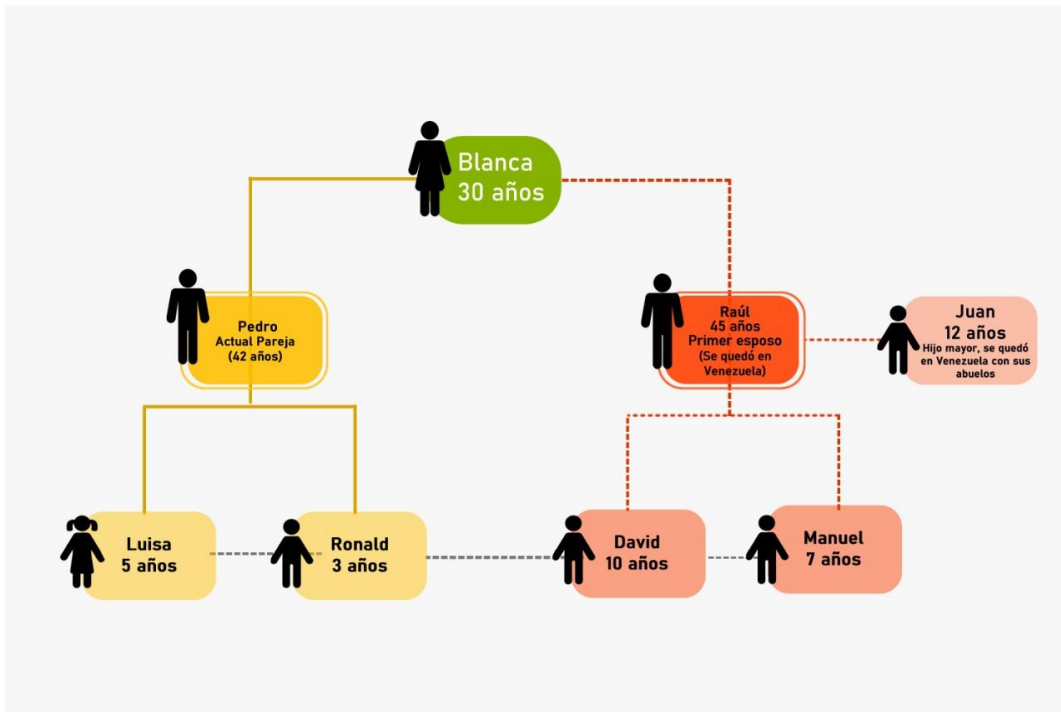 Blanca
30 años
Pedro
Actual Pareja
(42 años)
Raúl
45 años
Primer esposo
(Se quedó en
Venezuela)
Juan
12 años
Hijo mayor, se quedó
en Venezuela con sus
abuelos
Luisa
5 años
Ronald
3 años
David
10 años
Manuel
7 años